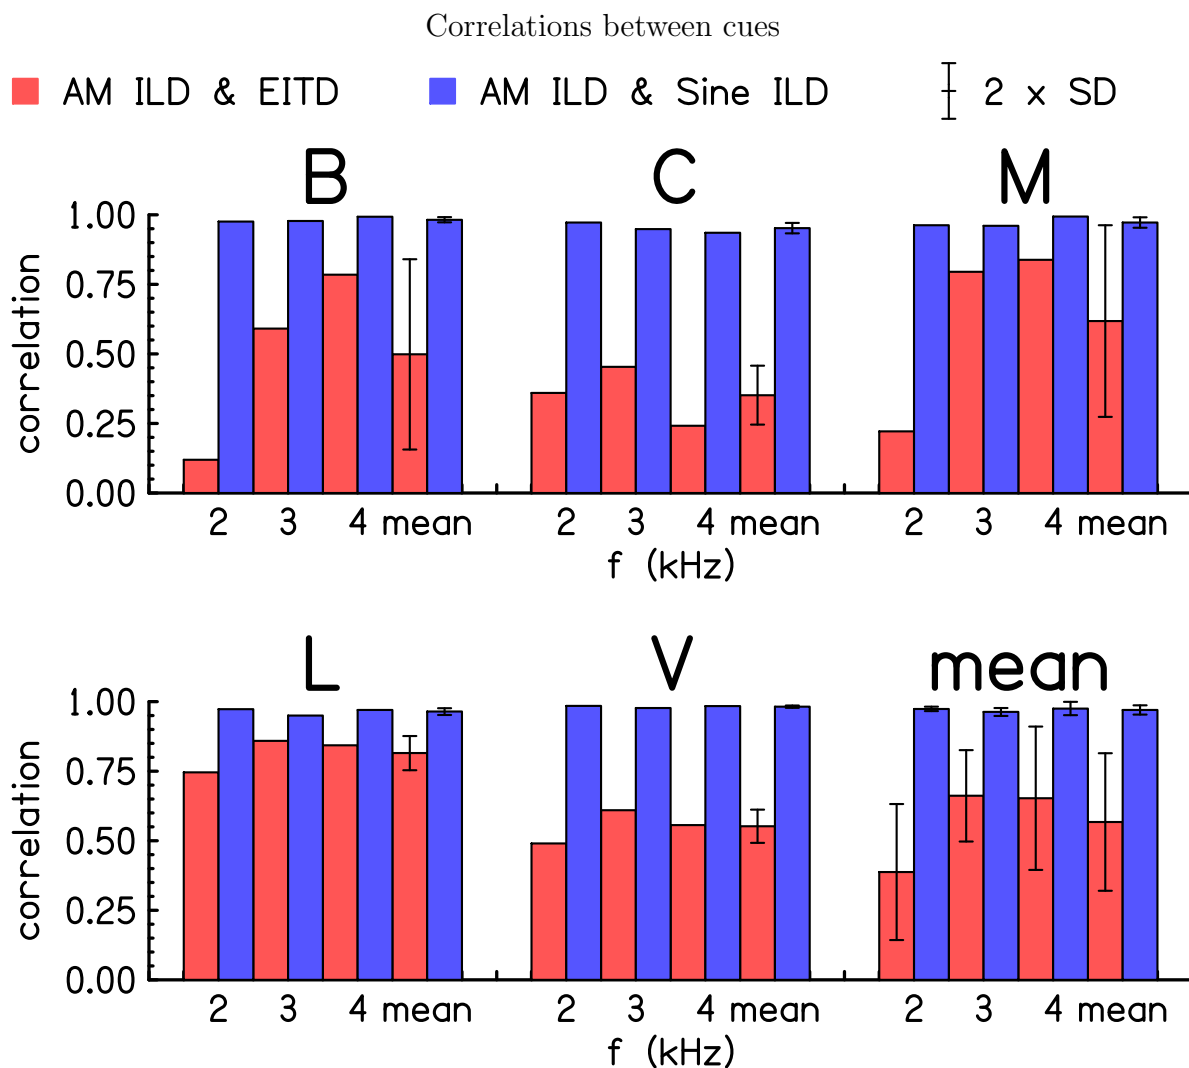 Correlations between cues
AM ILD & EITD
AM ILD & Sine ILD
2 x SD
B
C
M
correlation
1.00
0.75
0.50
0.25
0.00
2 3 4 mean
2 3 4 mean
2 3 4 mean
f (kHz)
L
V
mean
correlation
1.00
0.75
0.50
0.25
0.00
2 3 4 mean
2 3 4 mean
2 3 4 mean
f (kHz)